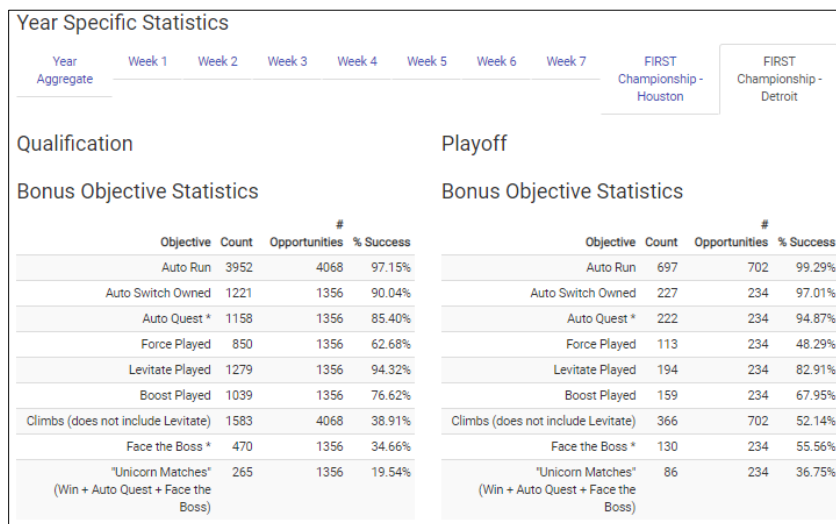 Year Specific Statistics
Year Aggregate
Week 1
Week 2
Week 3
Week 4
Week 5
Week 6
Week 7
FIRST Championship - Houston
FIRST Championship - Detroit
Qualification
Bonus Objective Statistics
Objective Count # Opportunities % Success
Auto Run 3952 4068 97.15%
Auto Switch Owned 1221 1356 90.04%
Auto Quest * 1158 1356 85.40%
Force Played 850 1356 62.68%
Levitate Played 1279 1356 94.32%
Boost Played 1039 1356 76.62%
Climbs (does not include Levitate) 1583 4068 38.91%
Face the Boss * 470 1356 34.66%
"Unicorn Matches" 265 1356 19.54%
(Win + Auto Quest + Face the
Boss)
Playoff
Bonus Objective Statistics
Objective Count # Opportunities % Success
Auto Run 697 702 99.29%
Auto Switch Owned 227 234 97.01%
Auto Quest * 222 234 94.87%
Force Played 113 234 48.29%
Levitate Played 194 234 82.91%
Boost Played 159 234 67.95%
Climbs (does not include Levitate) 366 702 52.14%
Face the Boss * 130 234 55.56%
"Unicorn Matches" 86 234 36.75%
(Win + Auto Quest + Face the
Boss)